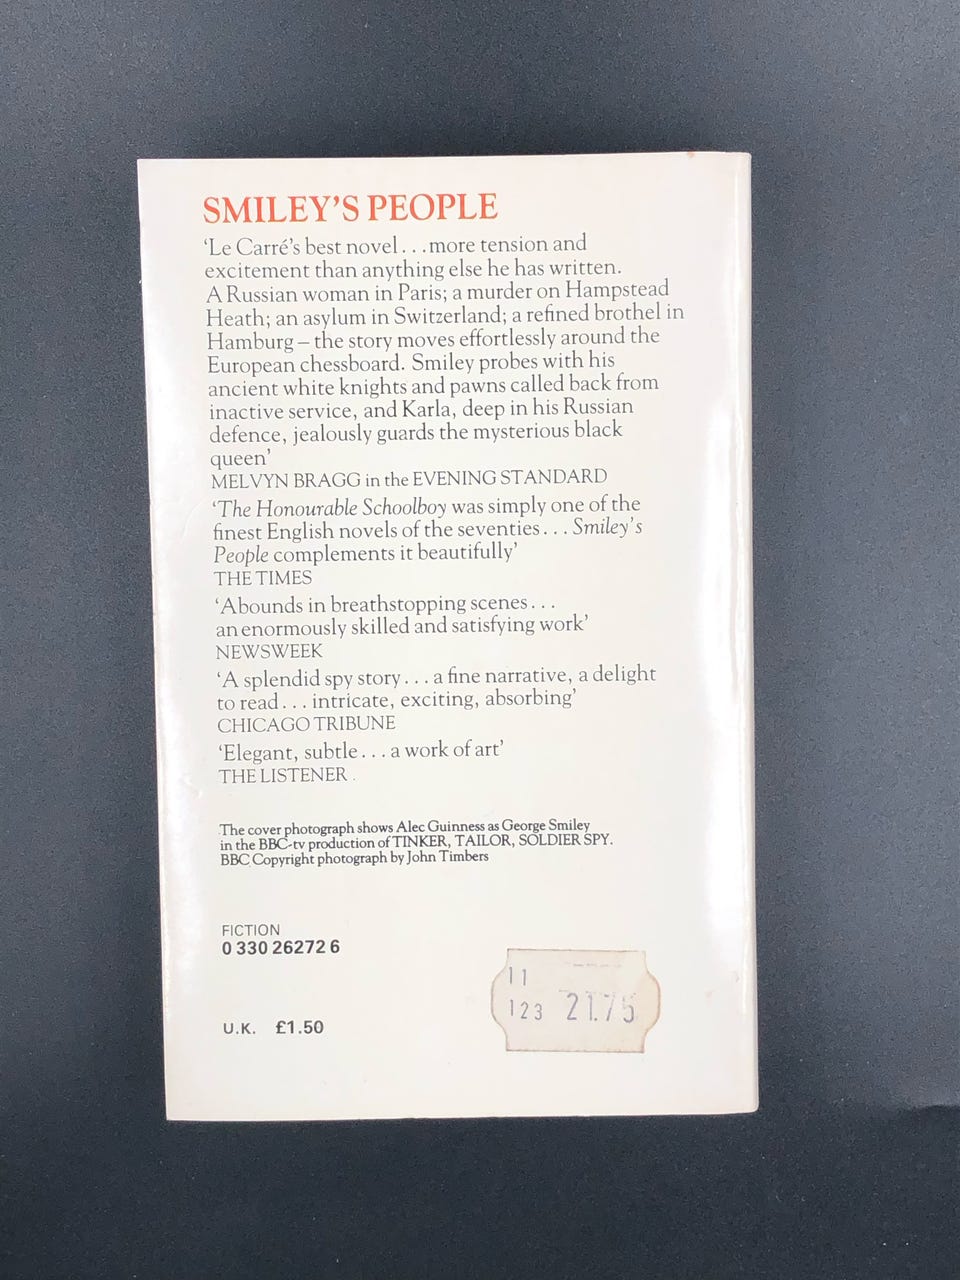 SMILEY'S PEOPLE
‘Le Carré’s best novel...more tension and
excitement than anything else he has written.
A Russian woman in Paris; a murder on Hampstead
Heath; an asylum in Switzerland; a refined brothel in
Hamburg – the story moves effortlessly around the
European chessboard. Smiley probes with his
ancient white knights and pawns called back from
inactive service, and Karla, deep in his Russian
defence, jealously guards the mysterious black
queen’
MELVYN BRAGG in the EVENING STANDARD
‘The Honourable Schoolboy was simply one of the
finest English novels of the seventies... Smiley’s
People complements it beautifully’
THE TIMES
‘Abounds in breathstopping scenes...
an enormously skilled and satisfying work’
NEWSWEEK
‘A splendid spy story... a fine narrative, a delight
to read... intricate, exciting, absorbing’
CHICAGO TRIBUNE
‘Elegant, subtle... a work of art’
THE LISTENER
The cover photograph shows Alec Guinness as George Smiley
in the BBC-tv production of TINKER, TAILOR, SOLDIER SPY.
BBC Copyright photograph by John Timbers
FICTION
0 330 26272 6
U.K. £1.50
11
123 21.75